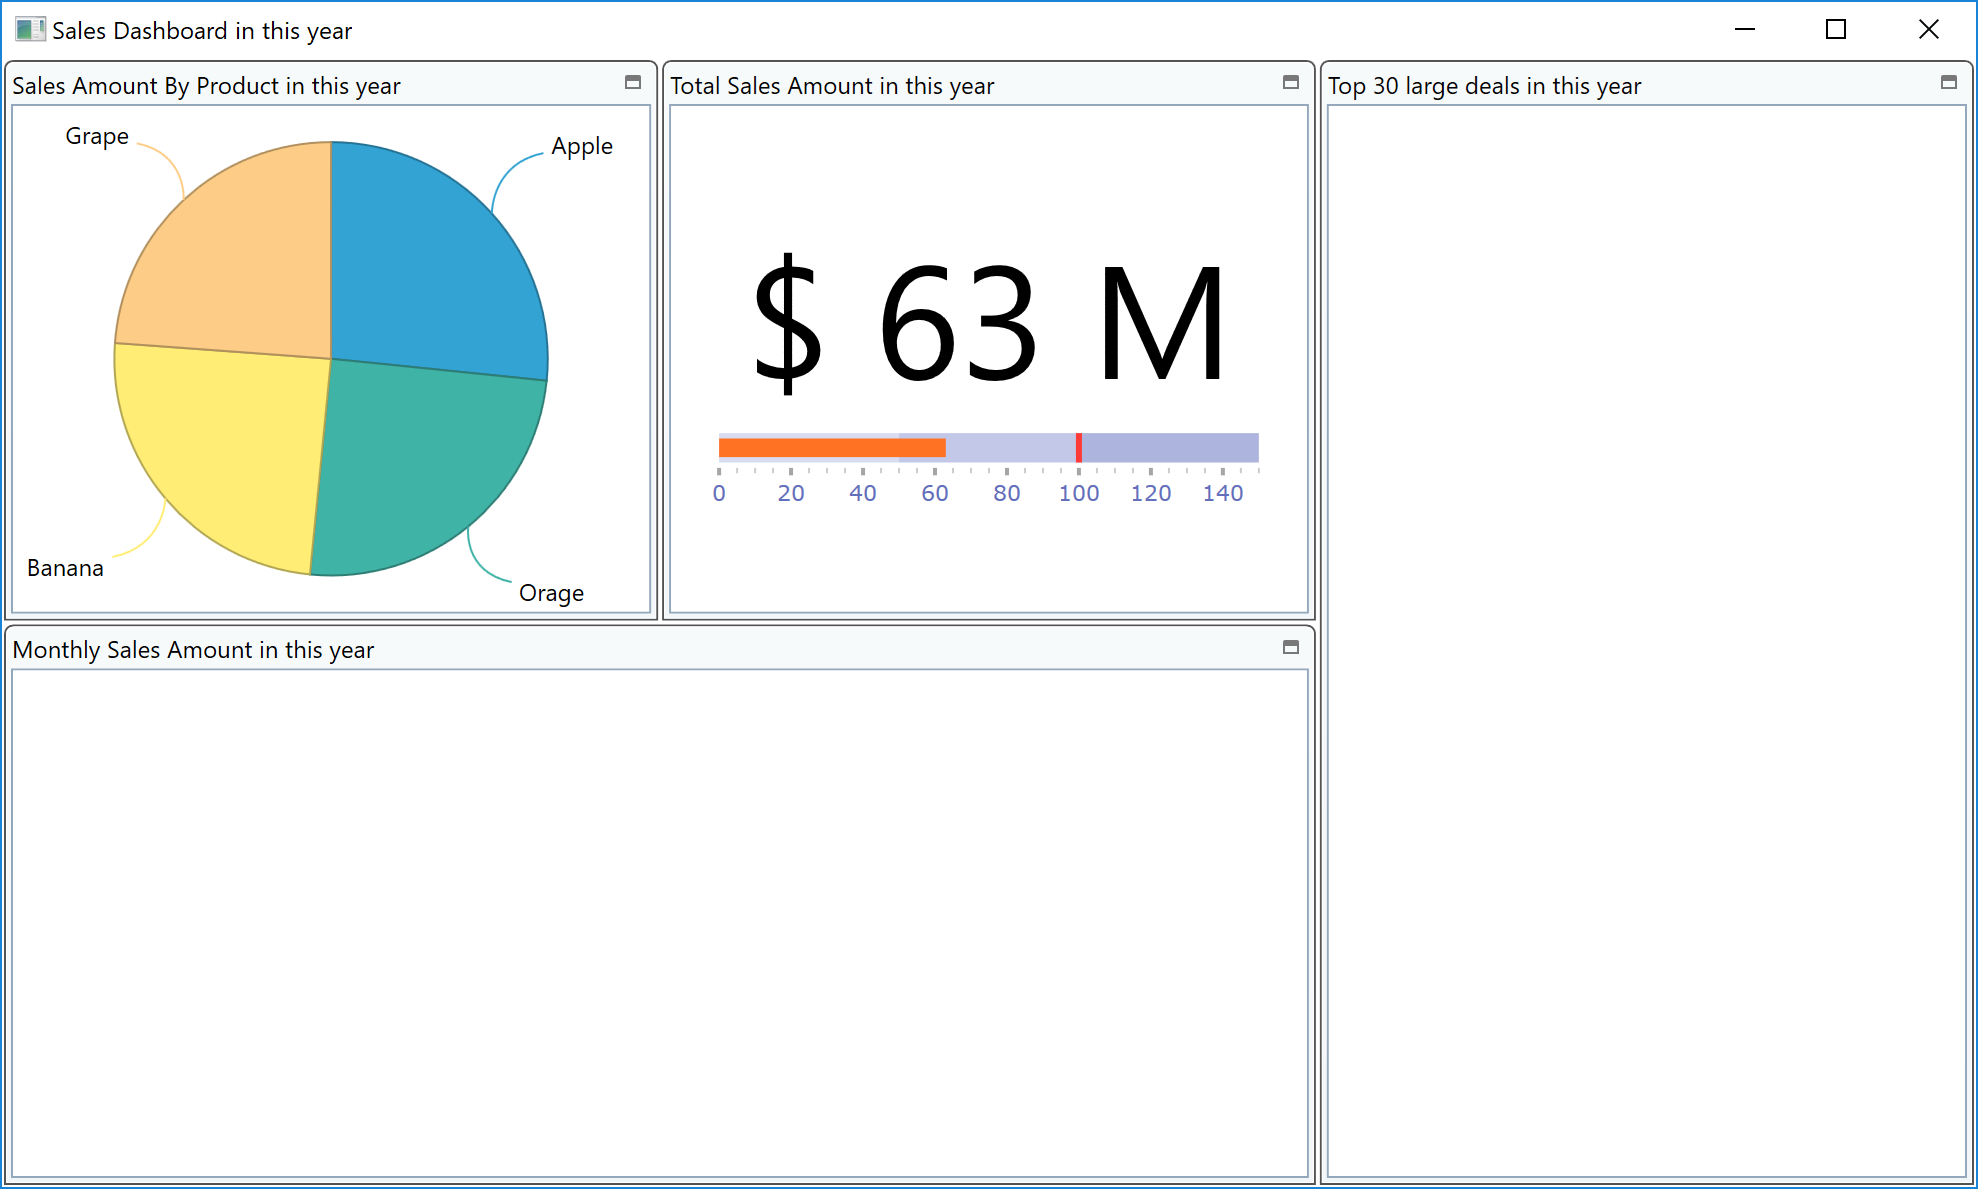 Sales Dashboard in this year
Sales Amount By Product in this year
Grape
Apple
Banana
Orage
Total Sales Amount in this year
$ 63 M
0 20 40 60 80 100 120 140
Top 30 large deals in this year
Monthly Sales Amount in this year